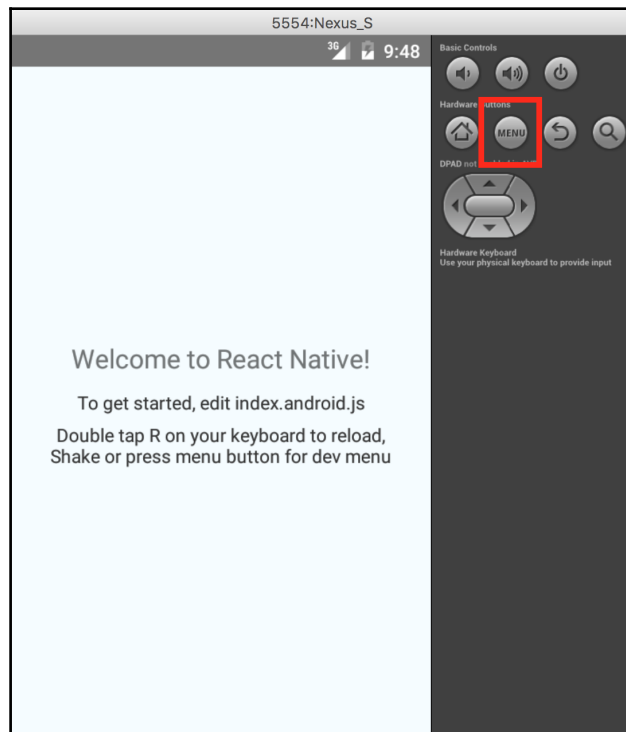 5554:Nexus_S
3G 9:48
Welcome to React Native!
To get started, edit index.android.js
Double tap R on your keyboard to reload,
Shake or press menu button for dev menu
Basic Controls
Hardware Buttons
MENU
DPAD not
Hardware Keyboard
Use your physical keyboard to provide input